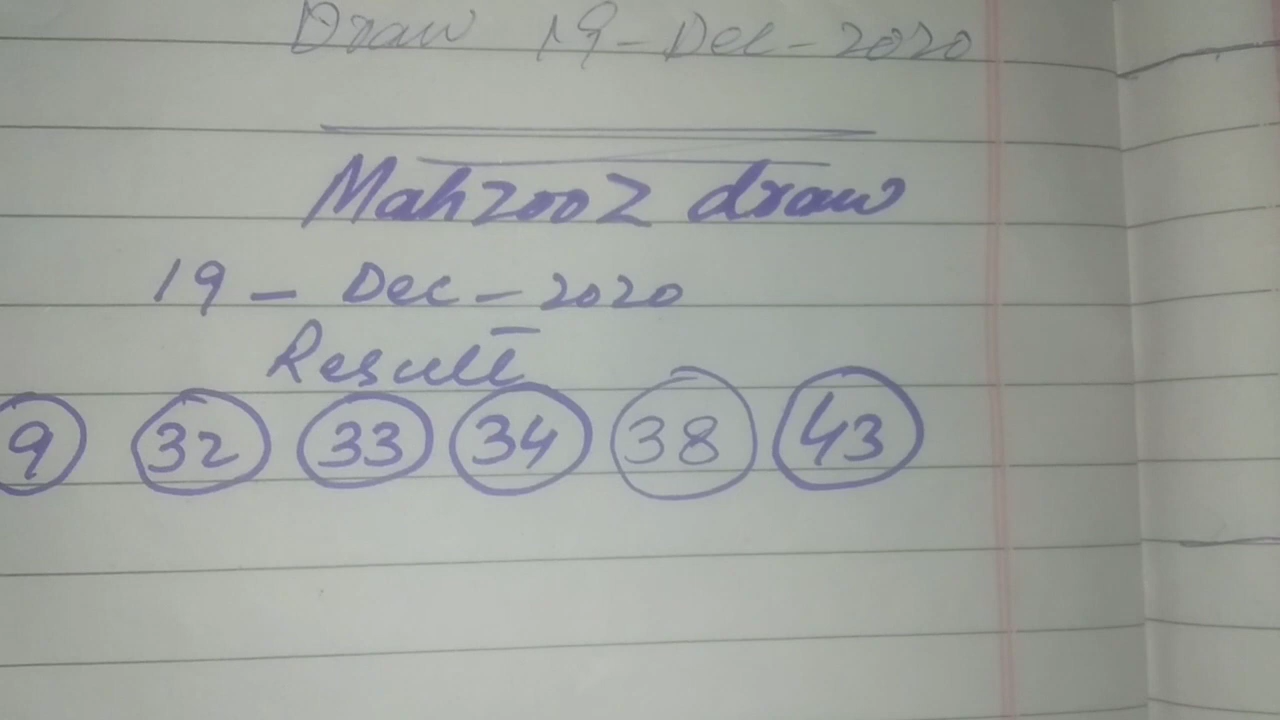 Draw 19-Dec-2020
Mahzooz draw
19 - Dec - 2020
Result
9 32 33 34 38 43